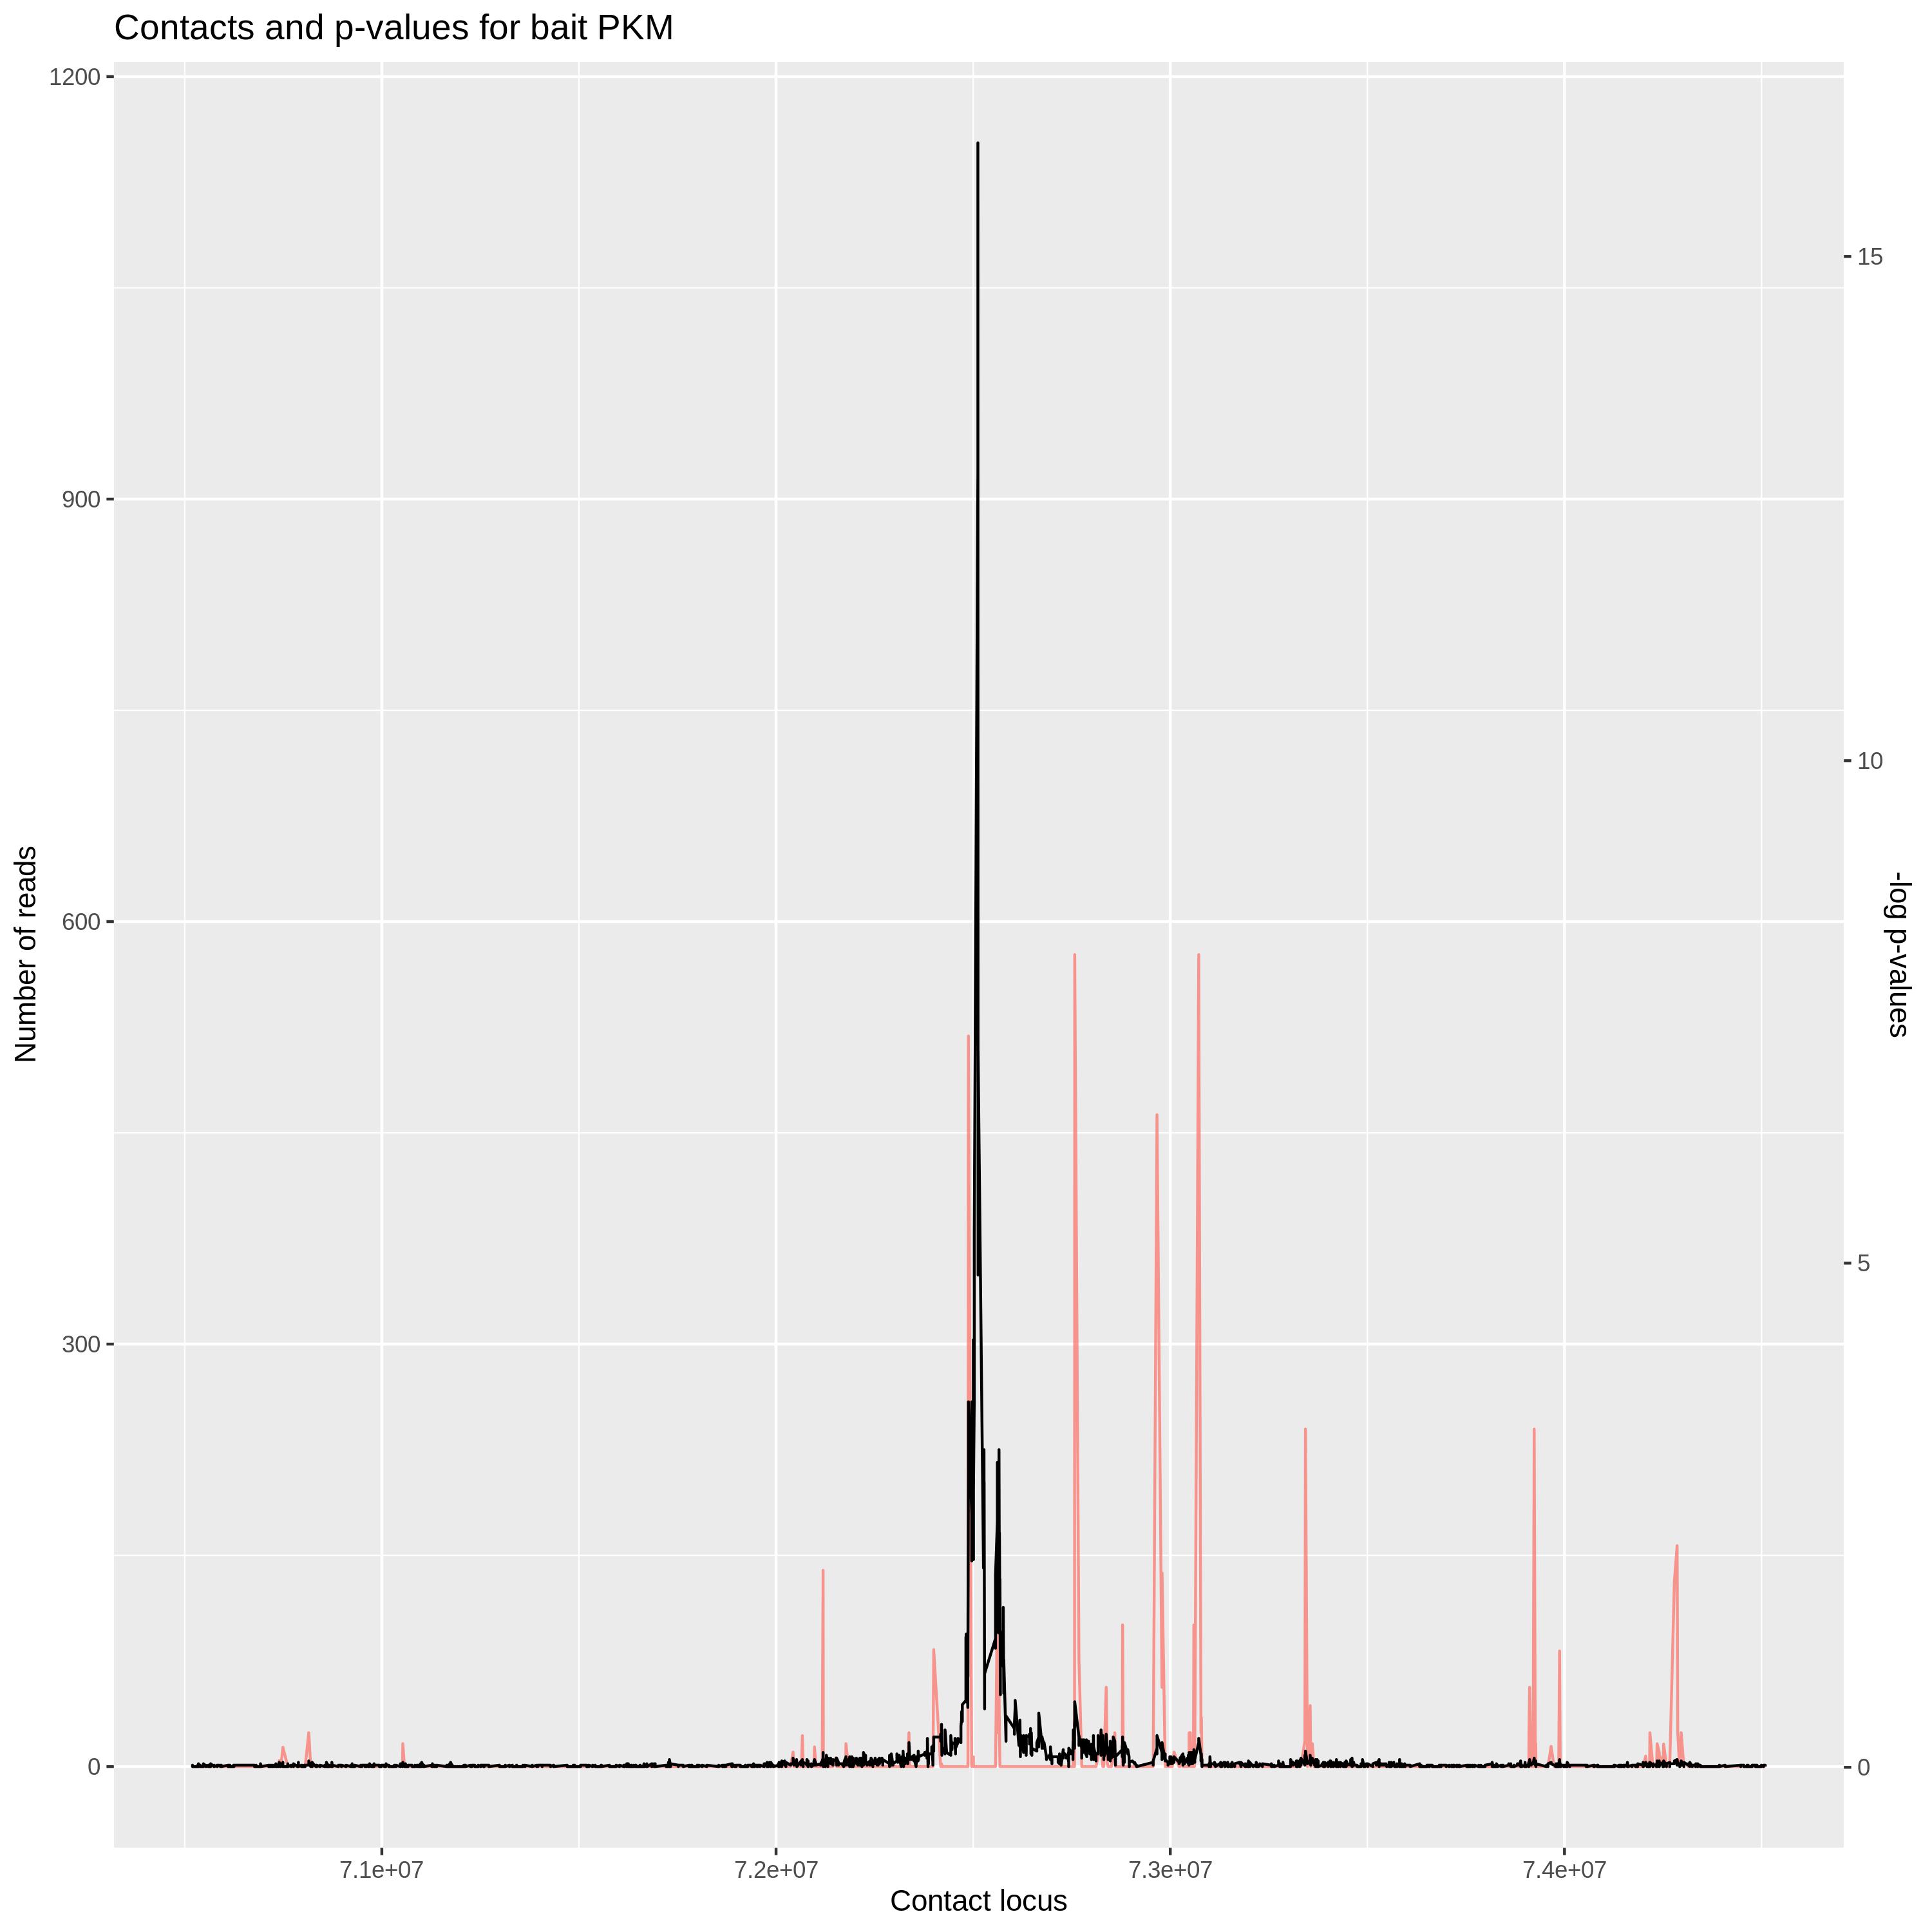 Contacts and p-values for bait PKM
1200
900
600
300
0
Number of reads
15
10
5
0
-log p-values
7.1e+07
7.2e+07
7.3e+07
7.4e+07
Contact locus